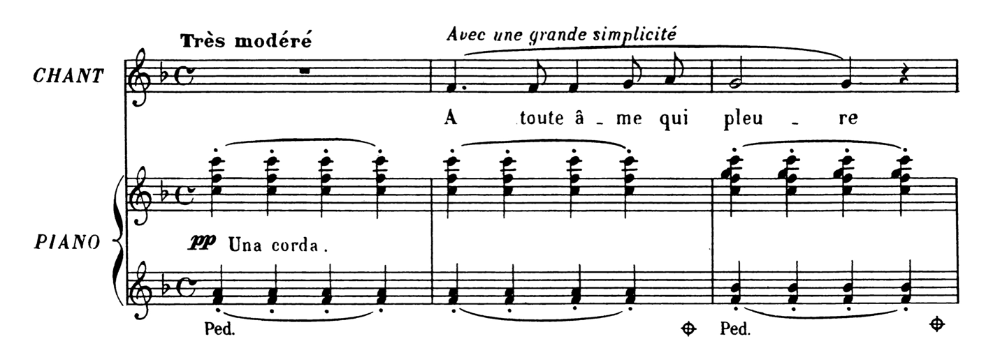 Très modéré
Avec une grande simplicité
CHANT
A toute â - me qui pleu - re
PIANO
pp Una corda.
Ped.
Ped.